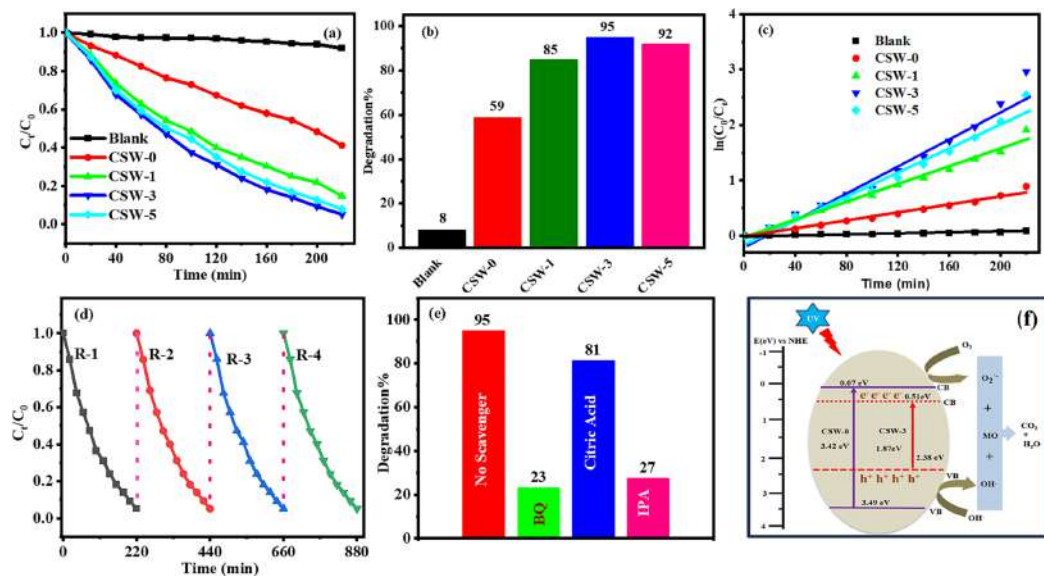 (a)
C_t/C_0
1.0
0.8
0.6
0.4
0.2
0.0
Blank
CSW-0
CSW-1
CSW-3
CSW-5
0 40 80 120 160 200
Time (min)
(b)
Degradation%
100
80
60
40
20
0
8
59
85
95
92
Blank
CSW-0
CSW-1
CSW-3
CSW-5
(c)
ln(C_0/C_t)
4
3
2
1
0
Blank
CSW-0
CSW-1
CSW-3
CSW-5
0 40 80 120 160 200
Time (min)
(d)
C_t/C_0
1.0
0.8
0.6
0.4
0.2
0.0
R-1 R-2 R-3 R-4
0 220 440 660 880
Time (min)
(e)
Degradation%
100
80
60
40
20
0
95
23
81
27
No Scavenger
BQ
Citric Acid
IPA
(f)
UV
E(eV) vs NHE
-1
0
1
2
3
4
0.07 eV
CB
e⁻ e⁻ e⁻ e⁻ 0.51eV
CB
CSW-0
3.42 eV
CSW-3
1.87eV
2.38 eV
h⁺ h⁺ h⁺ h⁺
VB
3.49 eV
VB
OH
O₂⁻
+
MO
+
OH
CO₂
+
H₂O